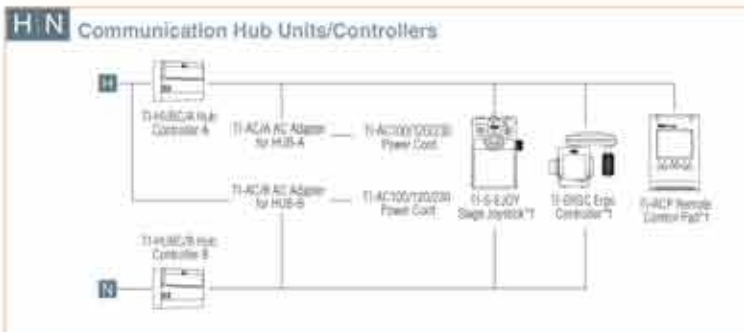 H N Communication Hub Units/Controllers
H
TI-HUBC/A Hub
Controller A
TI-AC/A AC Adapter
for HUB-A
TI-AC100/120/230
Power Cord
TI-AC/B AC Adapter
for HUB-B
TI-AC100/120/230
Power Cord
TI-S-EJOY
Stage Joystick*1
TI-ERGC Ergo
Controller*1
TI-RCP Remote
Control Pad*1
TI-HUBC/B Hub
Controller B
N